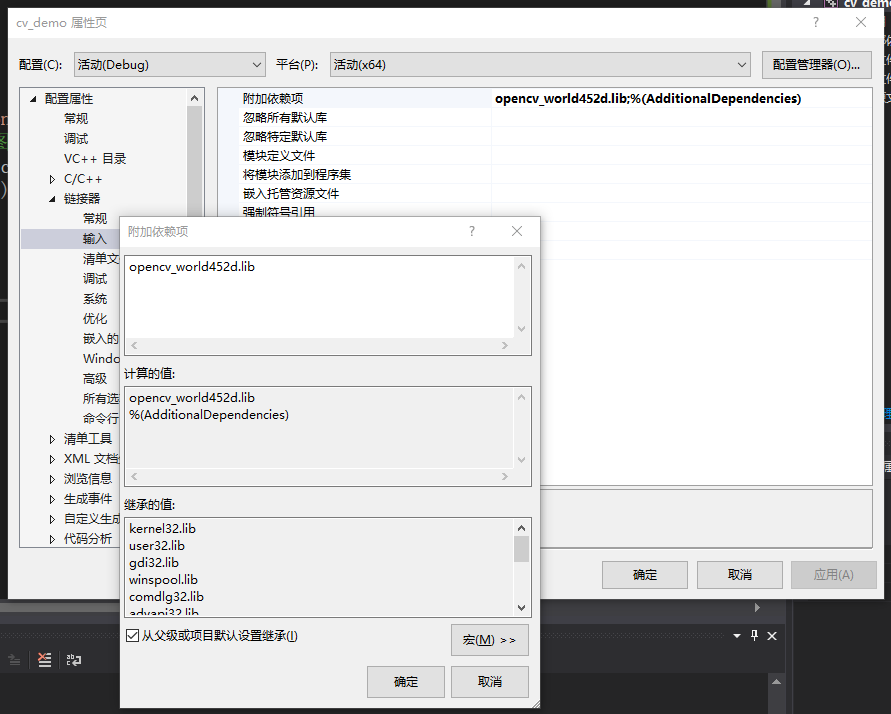 cv_demo 属性页
配置(C):
活动(Debug)
平台(P):
活动(x64)
配置管理器(O)...
配置属性
常规
调试
VC++ 目录
C/C++
链接器
常规
输入
清单文
调试
系统
优化
嵌入的
Windo
高级
所有选
命令行
清单工具
XML 文档
浏览信息
生成事件
自定义生成
代码分析
附加依赖项
opencv_world452d.lib;%(AdditionalDependencies)
忽略所有默认库
忽略特定默认库
模块定义文件
将模块添加到程序集
嵌入托管资源文件
强制符号引用
确定
取消
应用(A)
附加依赖项
opencv_world452d.lib
计算的值:
opencv_world452d.lib
%(AdditionalDependencies)
继承的值:
kernel32.lib
user32.lib
gdi32.lib
winspool.lib
comdlg32.lib
advapi32.lib
从父级或项目默认设置继承(I)
宏(M) >>
确定
取消